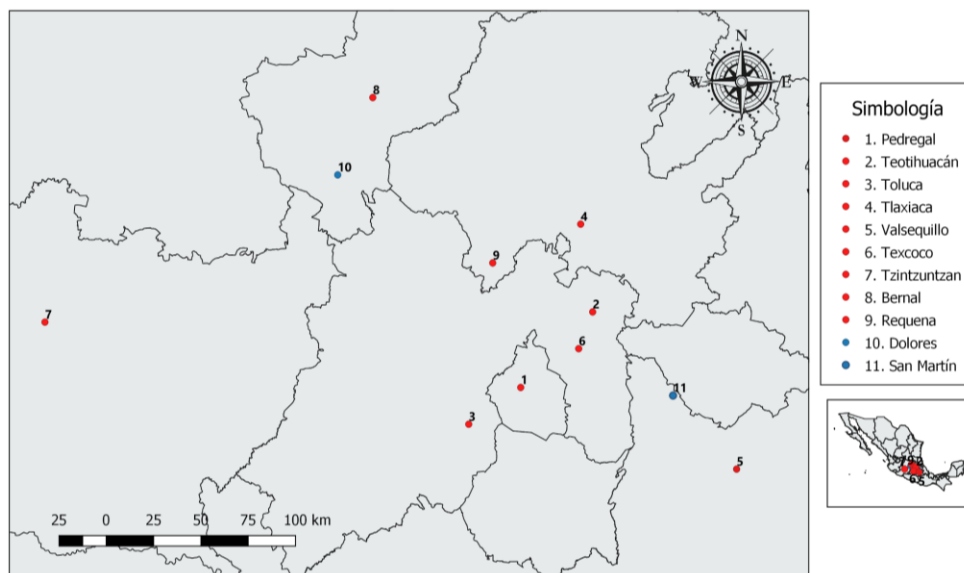 N
W E
S
8
10
4
9
7
2
6
1
11
3
5
25 0 25 50 75 100 km
Simbología
1. Pedregal
2. Teotihuacán
3. Toluca
4. Tlaxiaca
5. Valsequillo
6. Texcoco
7. Tzintzuntzan
8. Bernal
9. Requena
10. Dolores
11. San Martín